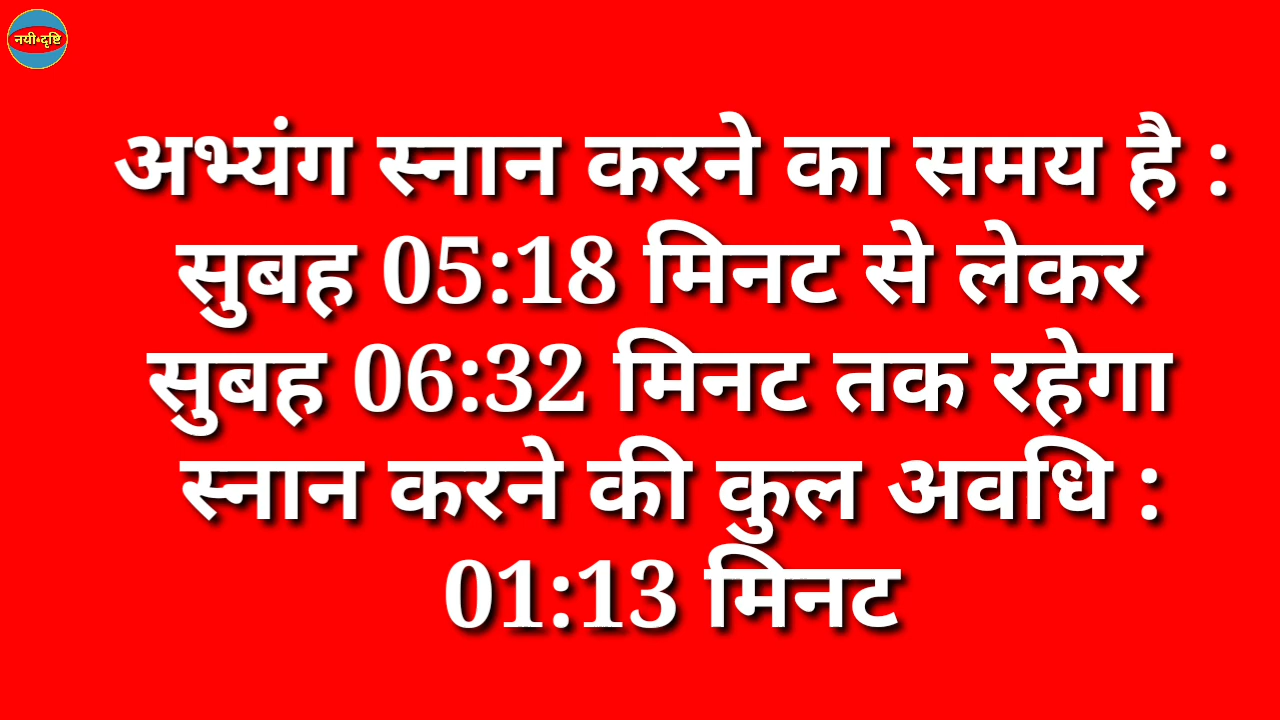 नयी दृष्टि
अभ्यंग स्नान करने का समय है :
सुबह 05:18 मिनट से लेकर
सुबह 06:32 मिनट तक रहेगा
स्नान करने की कुल अवधि :
01:13 मिनट